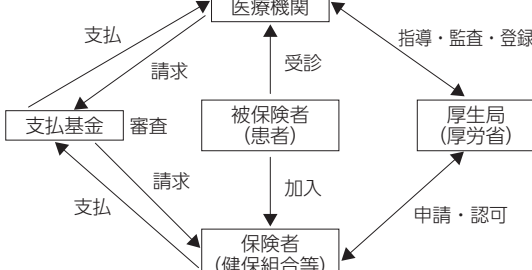 医療機関
支払
指導・監査・登録
請求
受診
支払基金
審査
被保険者
(患者)
厚生局
(厚労省)
請求
加入
支払
申請・認可
保険者
(健保組合等)